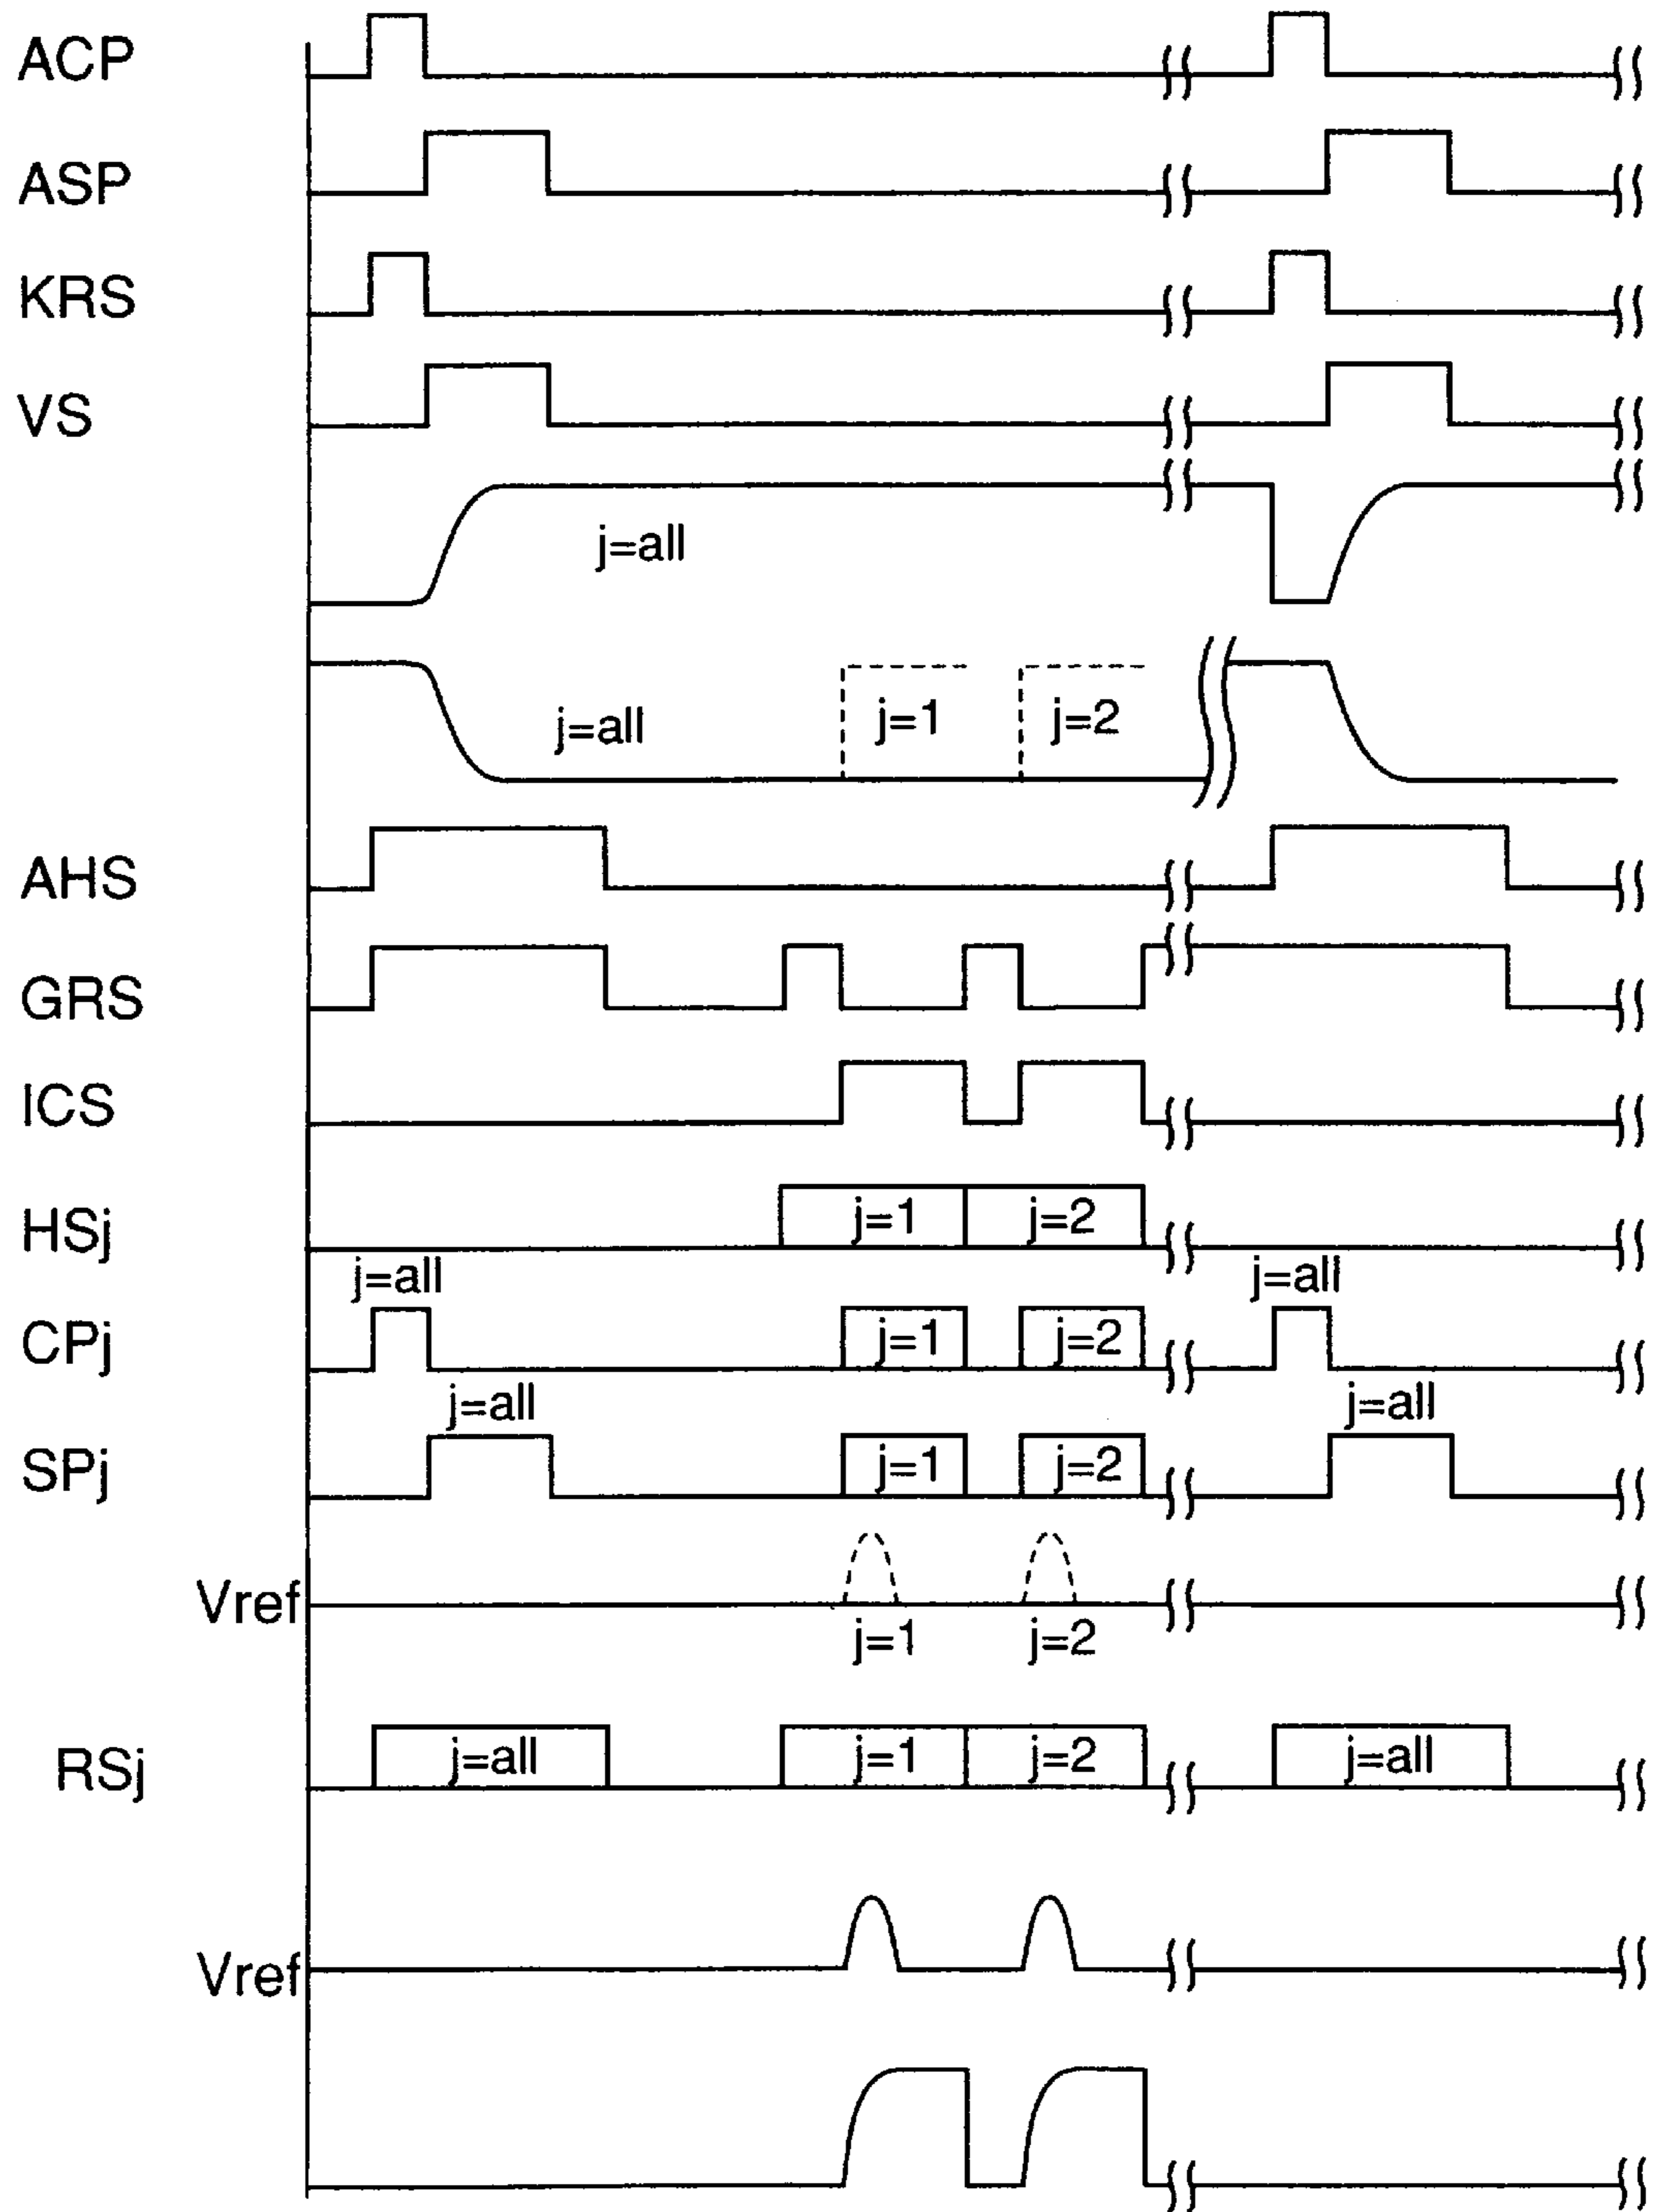 ACP
ASP
KRS
VS
j=all
j=all j=1 j=2
AHS
GRS
ICS
HSj j=1 j=2
j=all j=all
CPj j=1 j=2
j=all j=all
SPj j=1 j=2
Vref
j=1 j=2
RSj j=all j=1 j=2 j=all
Vref